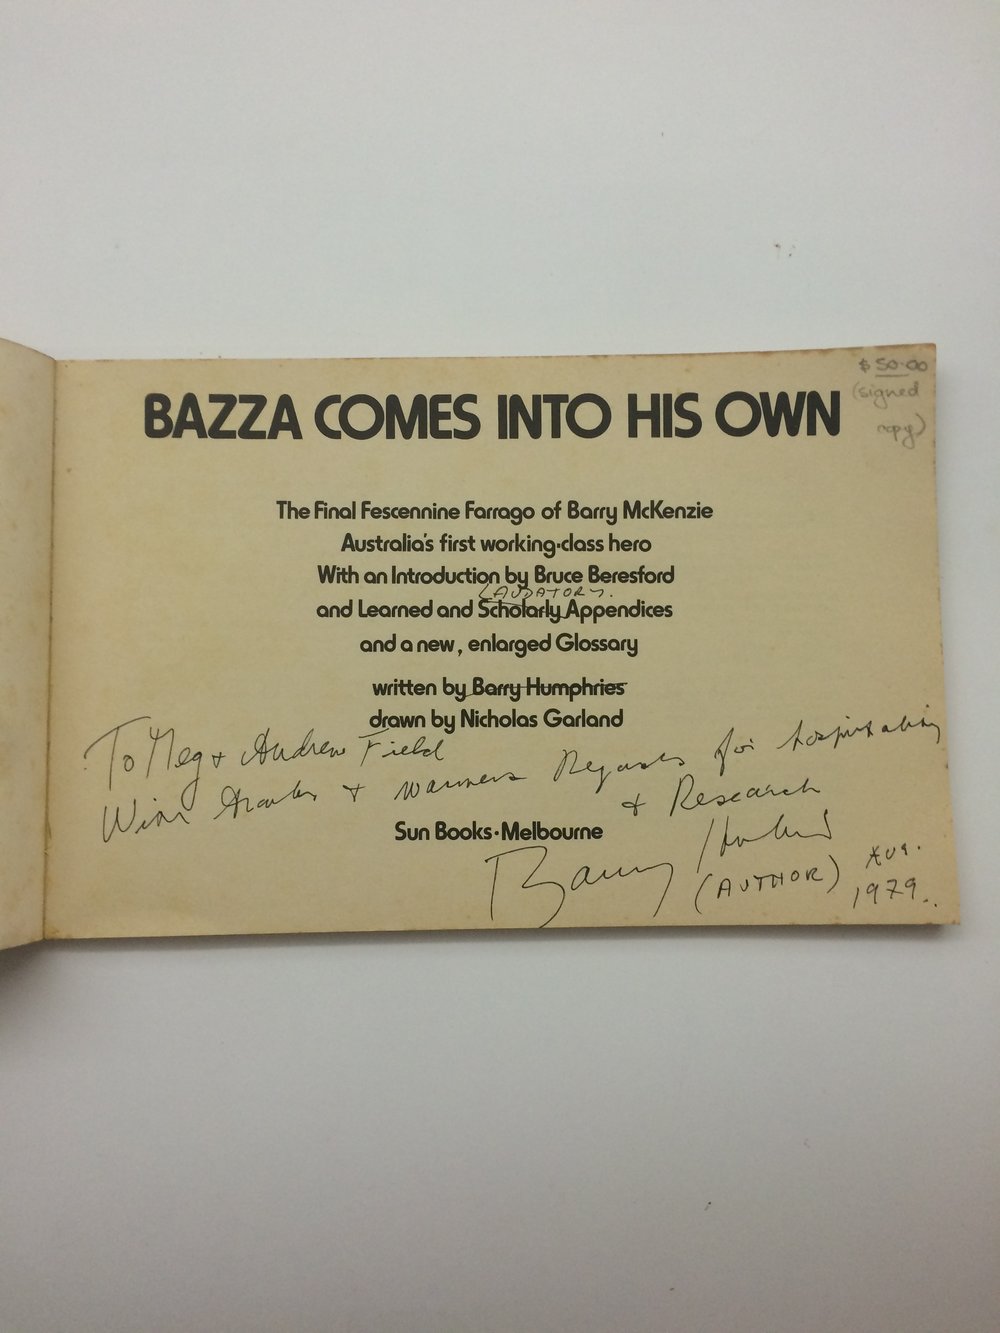 $50.00
(signed
copy)
BAZZA COMES INTO HIS OWN
The Final Fescennine Farrago of Barry McKenzie
Australia's first working-class hero
With an Introduction by Bruce Beresford
LAUDATORY.
and Learned and Scholarly Appendices
and a new, enlarged Glossary
written by Barry Humphries
drawn by Nicholas Garland
To Meg + Andrew Field
With thanks + warmest Regards for hospitality
+ Research
Sun Books·Melbourne
Barry Humphries
(AUTHOR)
Aug.
1979.